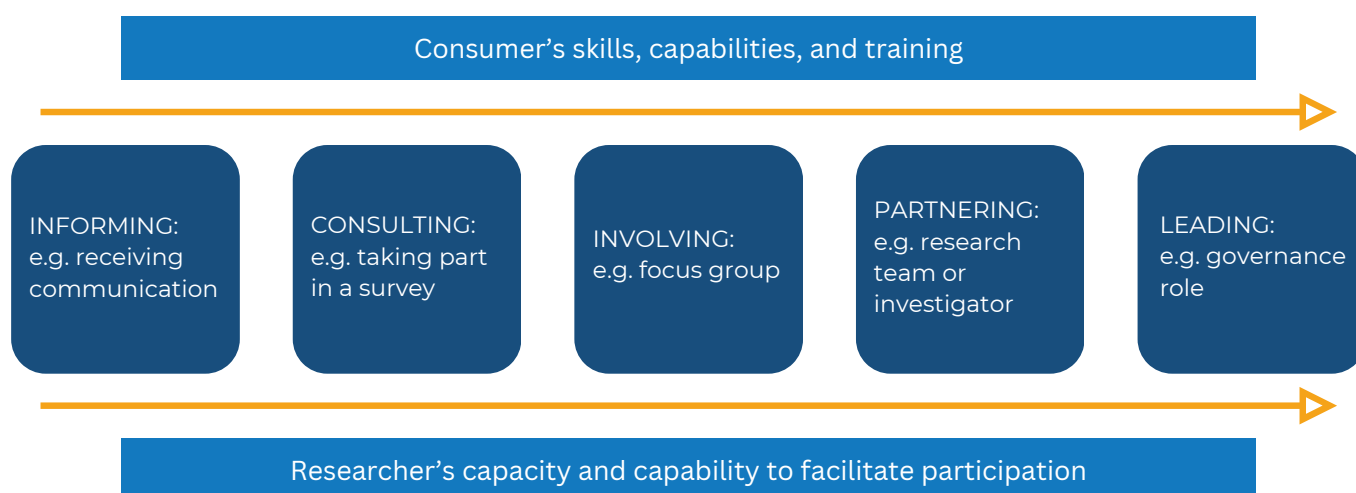 Consumer’s skills, capabilities, and training
INFORMING:
e.g. receiving
communication
CONSULTING:
e.g. taking part
in a survey
INVOLVING:
e.g. focus group
PARTNERING:
e.g. research
team or
investigator
LEADING:
e.g. governance
role
Researcher’s capacity and capability to facilitate participation